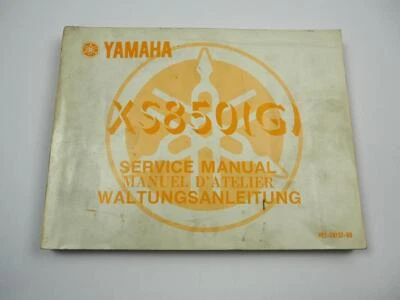 YAMAHA
XS850(G)
SERVICE MANUAL
MANUEL D'ATELIER
WALTUNGSANLEITUNG